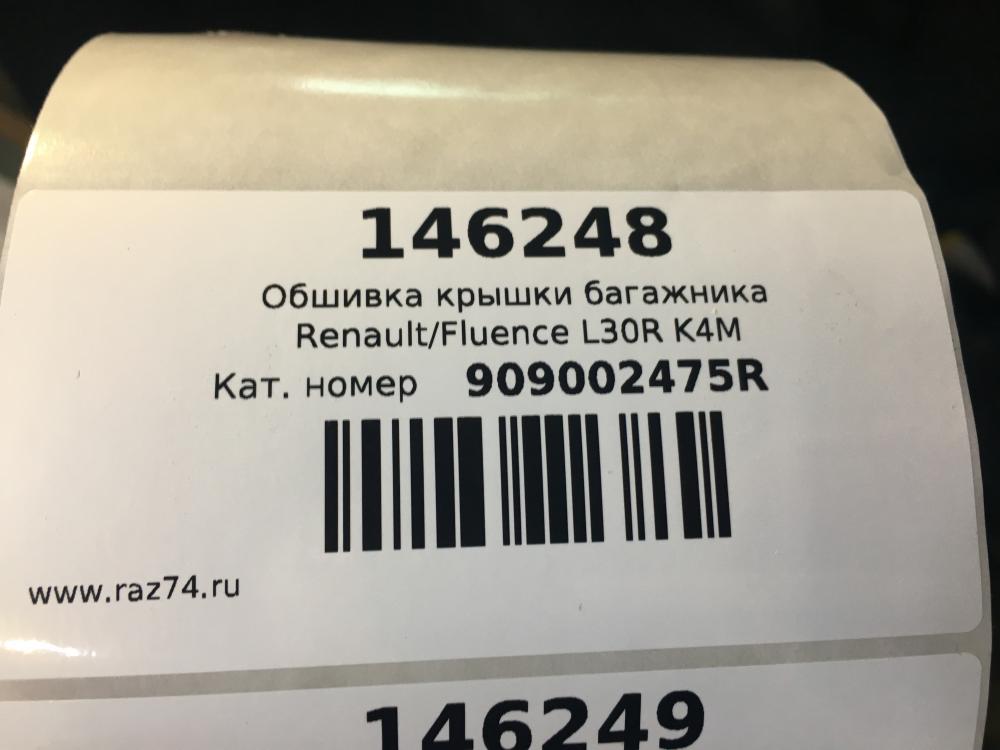 146248
Обшивка крышки багажника
Renault/Fluence L30R K4M
Кат. номер 909002475R
www.raz74.ru
146249